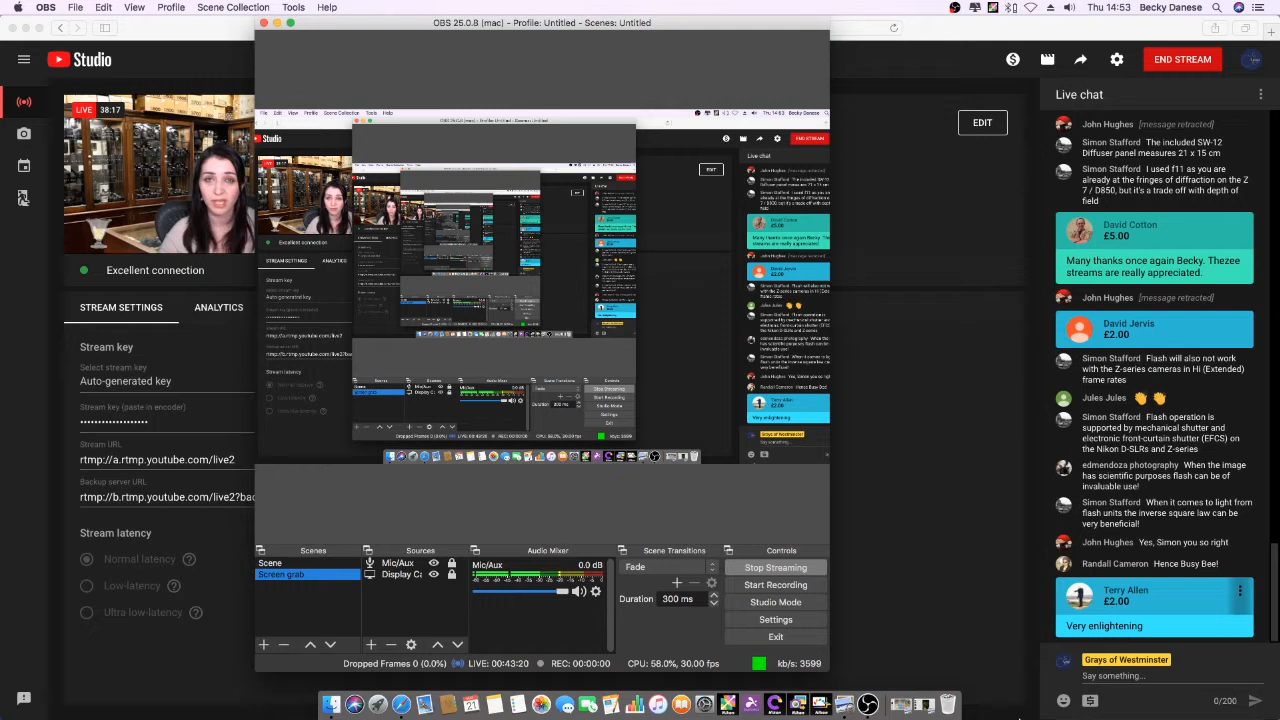 OBS File Edit View Profile Scene Collection Tools Help
Thu 14:53 Becky Danese
OBS 25.0.8 (mac) - Profile: Untitled - Scenes: Untitled
Studio
END STREAM
LIVE 38:17
Excellent connection
STREAM SETTINGS ANALYTICS
Stream key
Select stream key
Auto-generated key
Stream key (paste in encoder)
••••••••••••••••••
Stream URL
rtmp://a.rtmp.youtube.com/live2
Backup server URL
rtmp://b.rtmp.youtube.com/live2?bac
Stream latency
Normal latency
Low-latency
Ultra low-latency
Scenes
Scene
Screen grab
Sources
Mic/Aux
Display Ca
Audio Mixer
Mic/Aux 0.0 dB
Scene Transitions
Fade
Duration 300 ms
Controls
Stop Streaming
Start Recording
Studio Mode
Settings
Exit
Dropped Frames 0 (0.0%) LIVE: 00:43:20 REC: 00:00:00 CPU: 58.0%, 30.00 fps kb/s: 3599
EDIT
Live chat
John Hughes [message retracted]
Simon Stafford The included SW-12
Diffuser panel measures 21 x 15 cm
Simon Stafford I used f11 as you are
already at the fringes of diffraction on the Z
7 / D850, but it's a trade off with depth of
field
David Cotton
£5.00
Many thanks once again Becky. Thezee
streams are really appreciated.
John Hughes [message retracted]
David Jervis
£2.00
Simon Stafford Flash will also not work
with the Z-series cameras in HI (Extended)
frame rates
Jules Jules 👏 👏
Simon Stafford Flash operation is
supported by mechanical shutter and
electronic front-curtain shutter (EFCS) on
the Nikon D-SLRs and Z-series
edmendoza photography When the image
has scientific purposes flash can be of
invaluable use!
Simon Stafford When it comes to light from
flash units the inverse square law can be
very beneficial!
John Hughes Yes, Simon you so right
Randall Cameron Hence Busy Bee!
Terry Allen
£2.00
Very enlightening
Grays of Westminster
Say something...
0/200